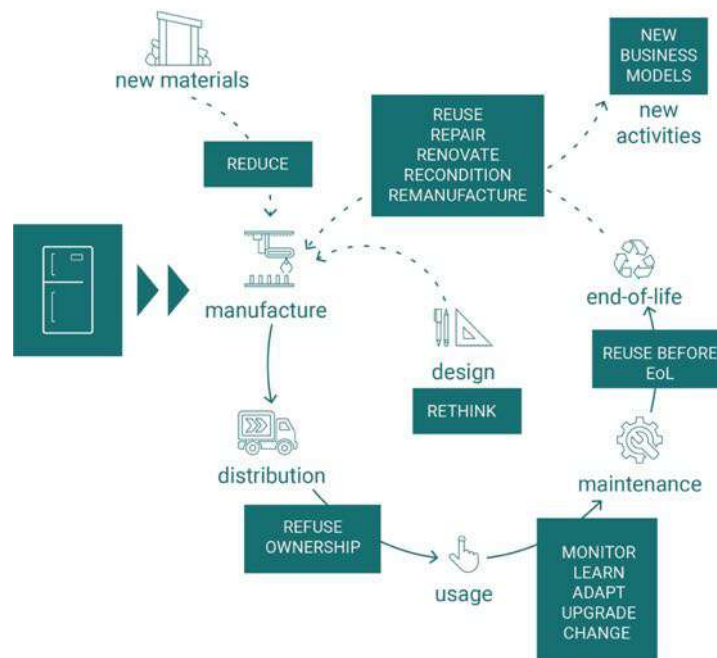 new materials
REDUCE
NEW
BUSINESS
MODELS
new
activities
REUSE
REPAIR
RENOVATE
RECONDITION
REMANUFACTURE
manufacture
end-of-life
REUSE BEFORE
EoL
design
RETHINK
maintenance
distribution
REFUSE
OWNERSHIP
usage
MONITOR
LEARN
ADAPT
UPGRADE
CHANGE